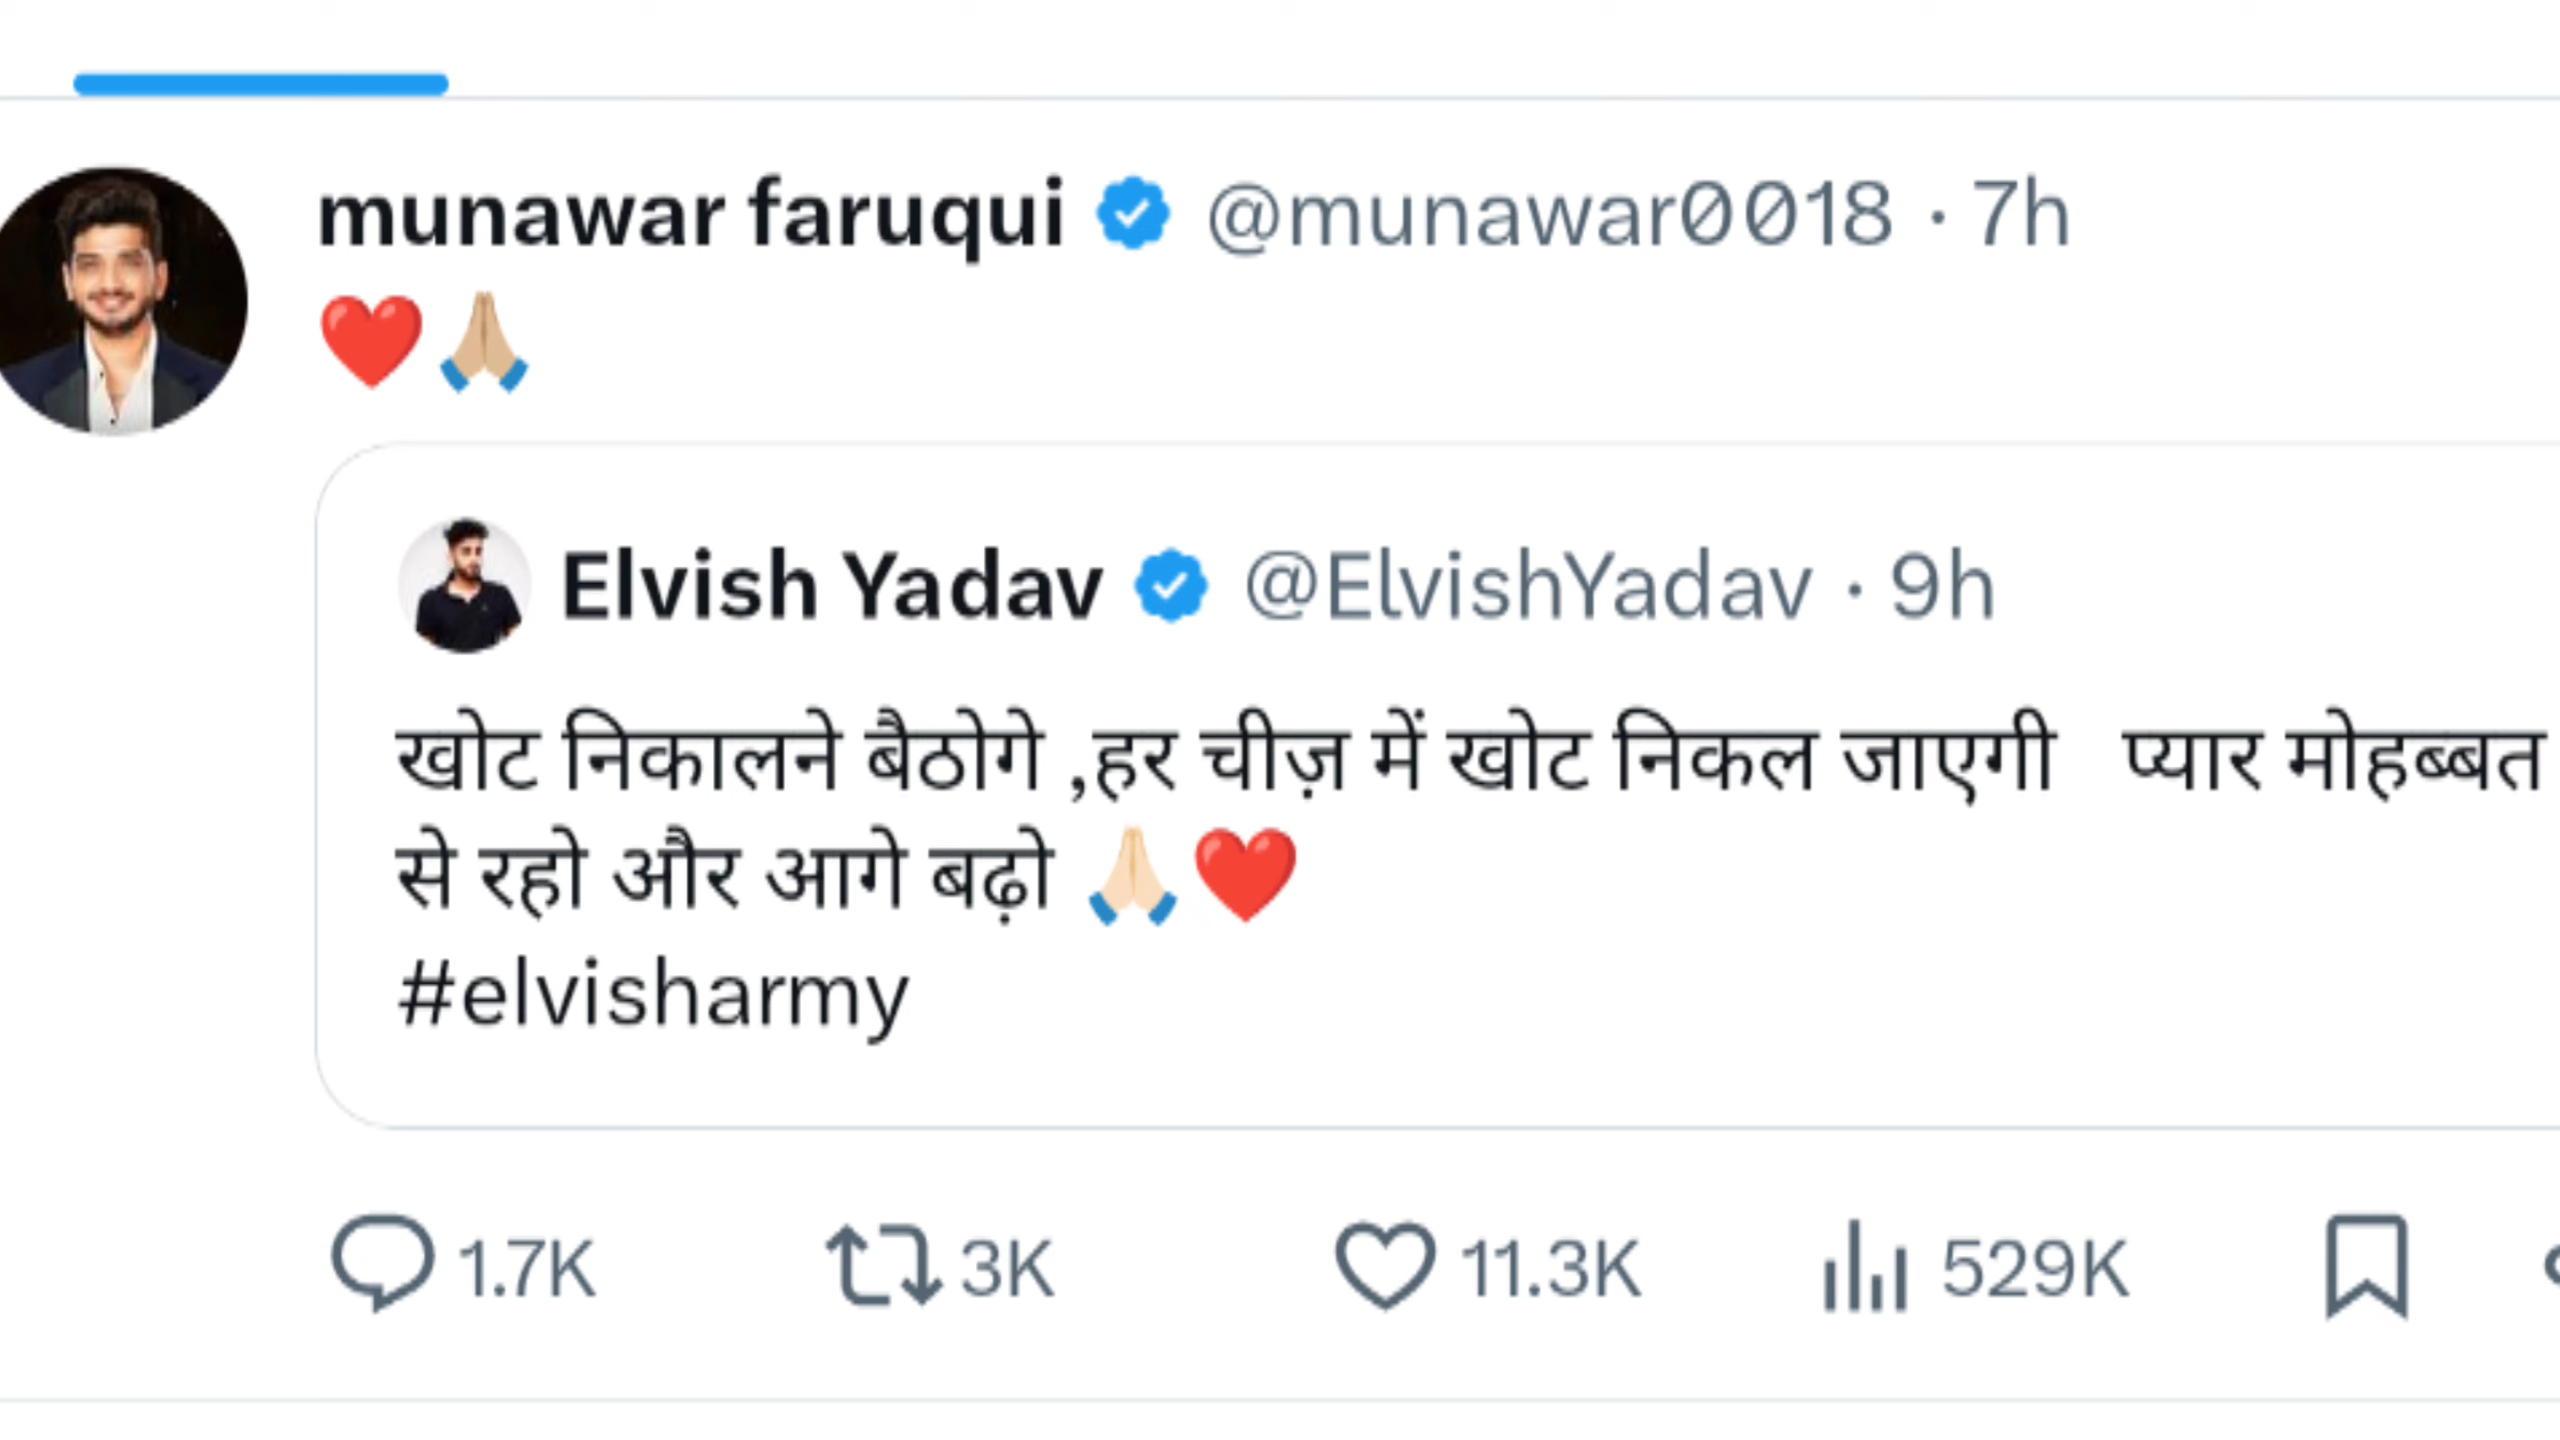 munawar faruqui @munawar0018 · 7h
❤️🙏🏼
Elvish Yadav @ElvishYadav · 9h
खोट निकालने बैठोगे ,हर चीज़ में खोट निकल जाएगी   प्यार मोहब्बत
से रहो और आगे बढ़ो 🙏🏻❤️
#elvisharmy
1.7K 3K 11.3K 529K